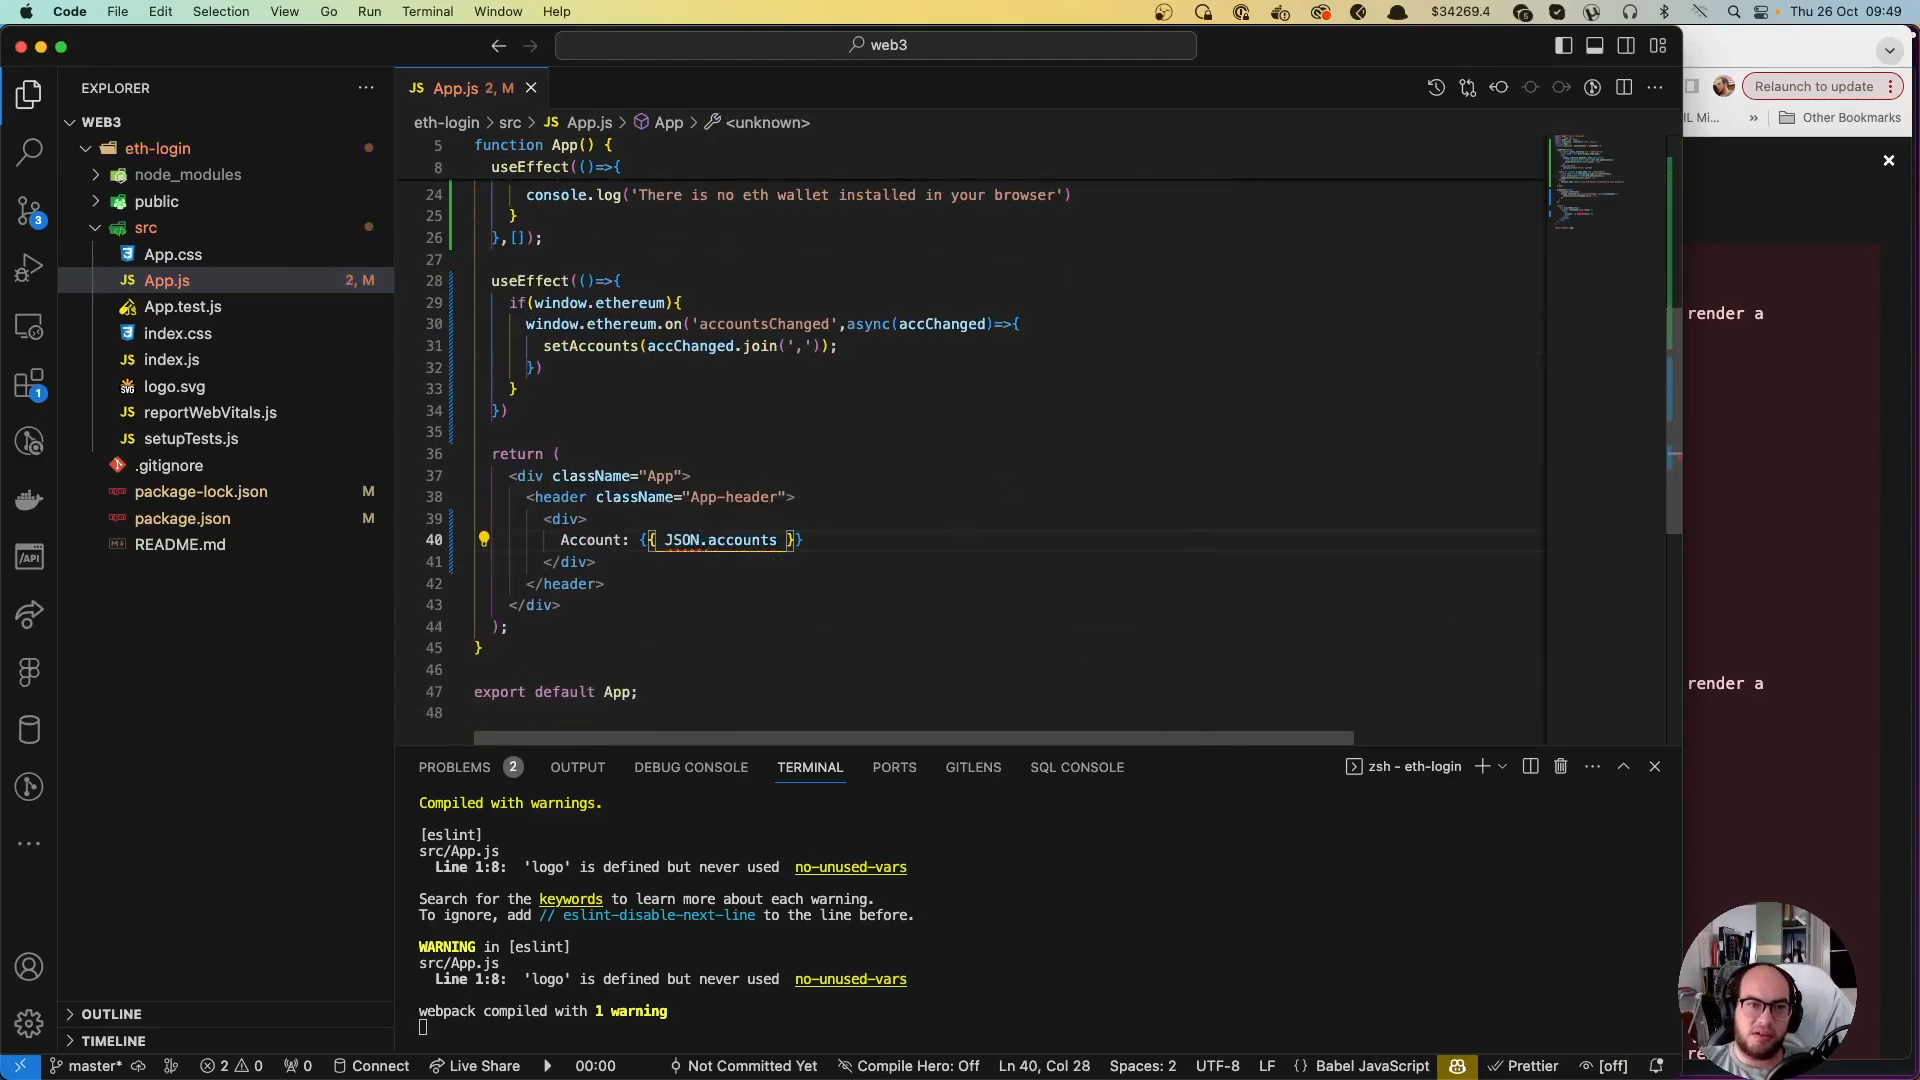 Code File Edit Selection View Go Run Terminal Window Help
$34269.4
Thu 26 Oct 09:49
web3
EXPLORER
WEB3
eth-login
node_modules
public
src
App.css
App.js 2, M
App.test.js
index.css
index.js
logo.svg
reportWebVitals.js
setupTests.js
.gitignore
package-lock.json M
package.json M
README.md
OUTLINE
TIMELINE
3
1
JS App.js 2, M
eth-login > src > JS App.js > App > <unknown>
5 function App() {
8 useEffect(()=>{
24 console.log('There is no eth wallet installed in your browser')
25 }
26 },[]);
27
28 useEffect(()=>{
29 if(window.ethereum){
30 window.ethereum.on('accountsChanged',async(accChanged)=>{
31 setAccounts(accChanged.join(','));
32 })
33 }
34 })
35
36 return (
37 <div className="App">
38 <header className="App-header">
39 <div>
40 Account: {{ JSON.accounts }}
41 </div>
42 </header>
43 </div>
44 );
45 }
46
47 export default App;
48
Relaunch to update
IL Mi... » Other Bookmarks
render a
render a
PROBLEMS 2 OUTPUT DEBUG CONSOLE TERMINAL PORTS GITLENS SQL CONSOLE
zsh - eth-login
Compiled with warnings.
[eslint]
src/App.js
Line 1:8: 'logo' is defined but never used no-unused-vars
Search for the keywords to learn more about each warning.
To ignore, add // eslint-disable-next-line to the line before.
WARNING in [eslint]
src/App.js
Line 1:8: 'logo' is defined but never used no-unused-vars
webpack compiled with 1 warning
master* 2 0 0 Connect Live Share 00:00 Not Committed Yet Compile Hero: Off Ln 40, Col 28 Spaces: 2 UTF-8 LF {} Babel JavaScript Prettier [off]